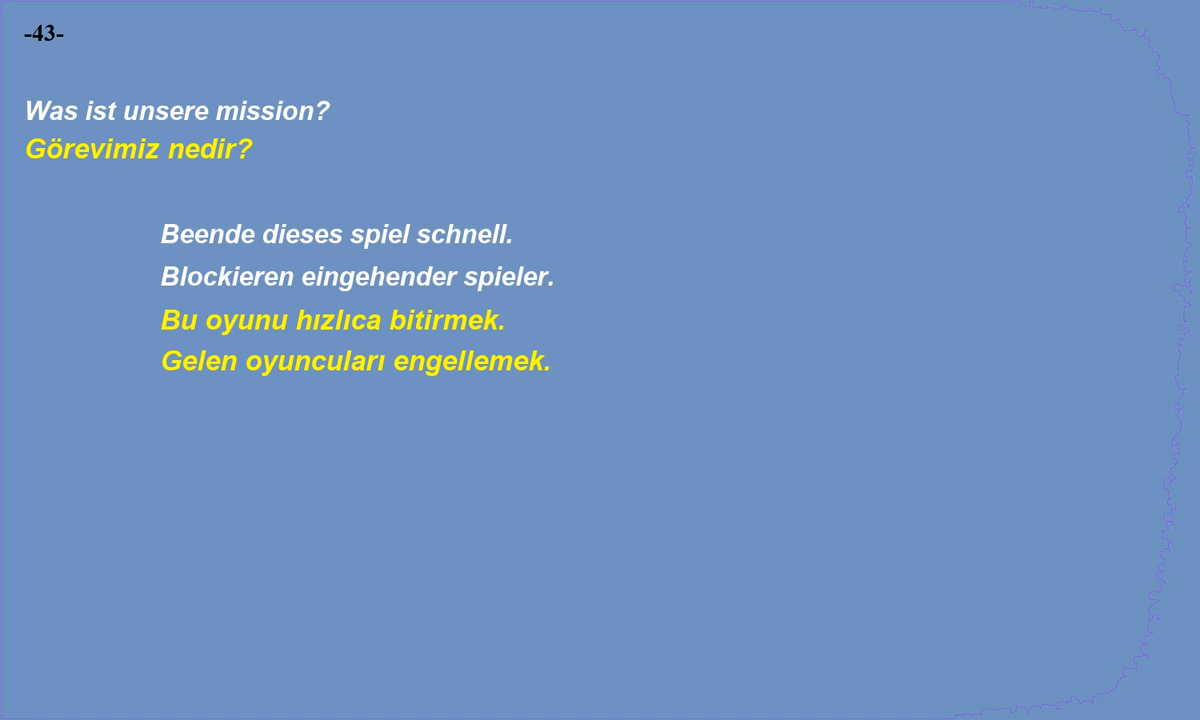 -43-
Was ist unsere mission?
Görevimiz nedir?
Beende dieses spiel schnell.
Blockieren eingehender spieler.
Bu oyunu hızlıca bitirmek.
Gelen oyuncuları engellemek.